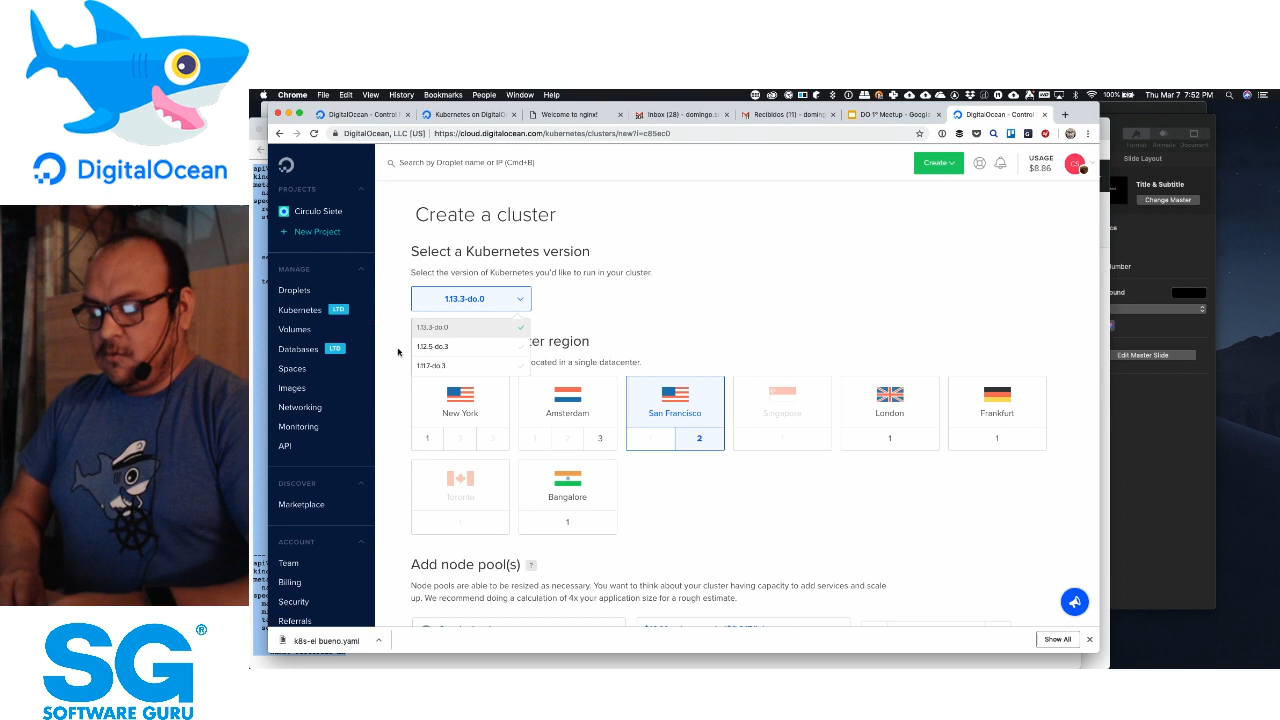 DigitalOcean
SG®
SOFTWARE GURU
Chrome File Edit View History Bookmarks People Window Help
100%
Thu Mar 7 7:52 PM
DigitalOcean - Control
Kubernetes on DigitalO
Welcome to nginx!
Inbox (28) - domingo.s
Recibidos (11) - doming
DO 1º Meetup - Google
DigitalOcean - Control
DigitalOcean, LLC [US] https://cloud.digitalocean.com/kubernetes/clusters/new?i=c85ec0
Search by Droplet name or IP (Cmd+B)
Create
USAGE
$8.86
CS
PROJECTS
Circulo Siete
+ New Project
MANAGE
Droplets
Kubernetes LTD
Volumes
Databases LTD
Spaces
Images
Networking
Monitoring
API
DISCOVER
Marketplace
ACCOUNT
Team
Billing
Security
Referrals
Create a cluster
Select a Kubernetes version
Select the version of Kubernetes you'd like to run in your cluster.
1.13.3-do.0
1.13.3-do.0
1.12.5-do.3
1.11.7-do.3
ter region
located in a single datacenter.
New York
1 2 3
Amsterdam
1 2 3
San Francisco
1 2
Singapore
1
London
1
Frankfurt
1
Toronto
1
Bangalore
1
Add node pool(s) ?
Node pools are able to be resized as necessary. You want to think about your cluster having capacity to add services and scale
up. We recommend doing a calculation of 4x your application size for a rough estimate.
k8s-el bueno.yaml
Show All
Format Animate Document
Slide Layout
Title & Subtitle
Change Master
umber
ound
Edit Master Slide